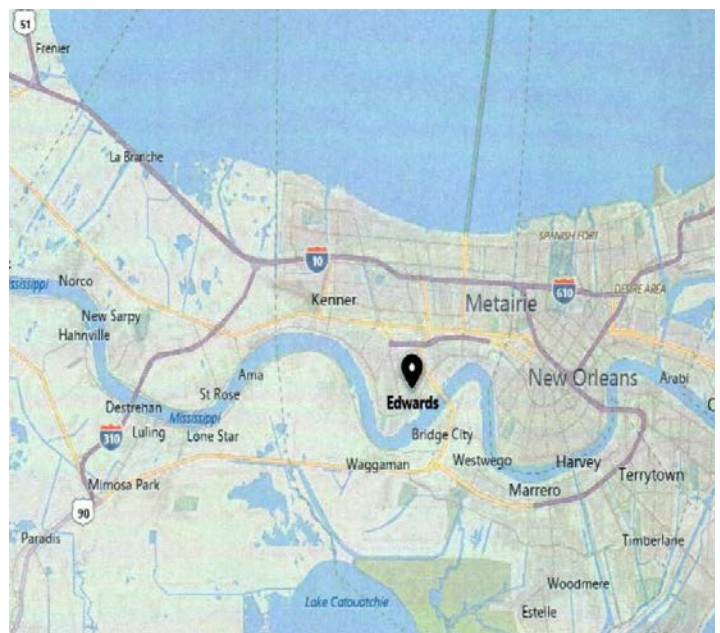 51
Frenier
La Branche
SPANISH FORT
10
Norco
ssissippi
Kenner
Metairie
610
DESIRE AREA
New Sarpy
Hahnville
Ama
Edwards
New Orleans
Arabi
St Rose
Destrehan
Mississippi
Luling
Lone Star
310
Bridge City
Waggaman
Westwego
Harvey
Terrytown
Mimosa Park
Marrero
90
Paradis
Timberlane
Woodmere
Lake Catouatchie
Estelle